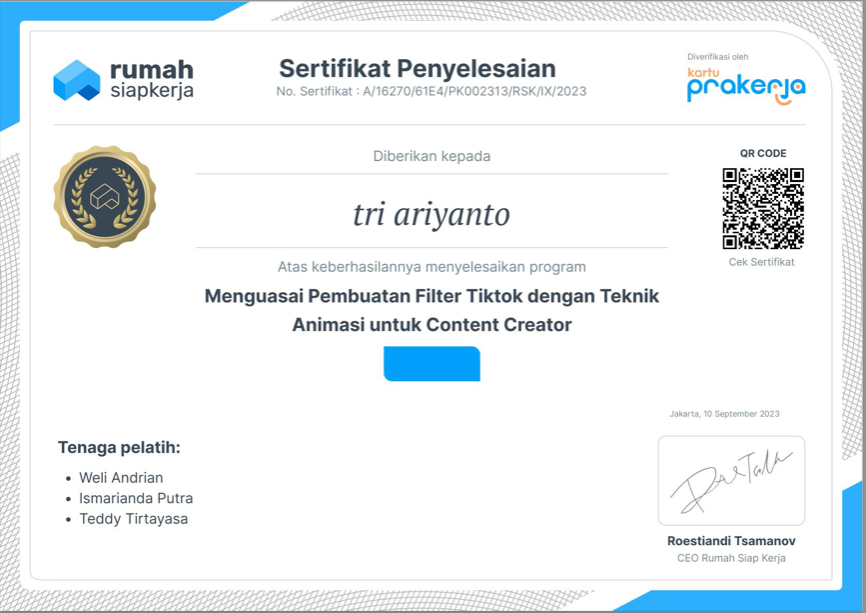 rumah
siapkerja
Sertifikat Penyelesaian
No. Sertifikat : A/16270/61E4/PK002313/RSK/IX/2023
Diverifikasi oleh
kartu
prakerja
Diberikan kepada
QR CODE
tri ariyanto
Cek Sertifikat
Atas keberhasilannya menyelesaikan program
Menguasai Pembuatan Filter Tiktok dengan Teknik
Animasi untuk Content Creator
Jakarta, 10 September 2023
Tenaga pelatih:
• Weli Andrian
• Ismarianda Putra
• Teddy Tirtayasa
Roestiandi Tsamanov
CEO Rumah Siap Kerja